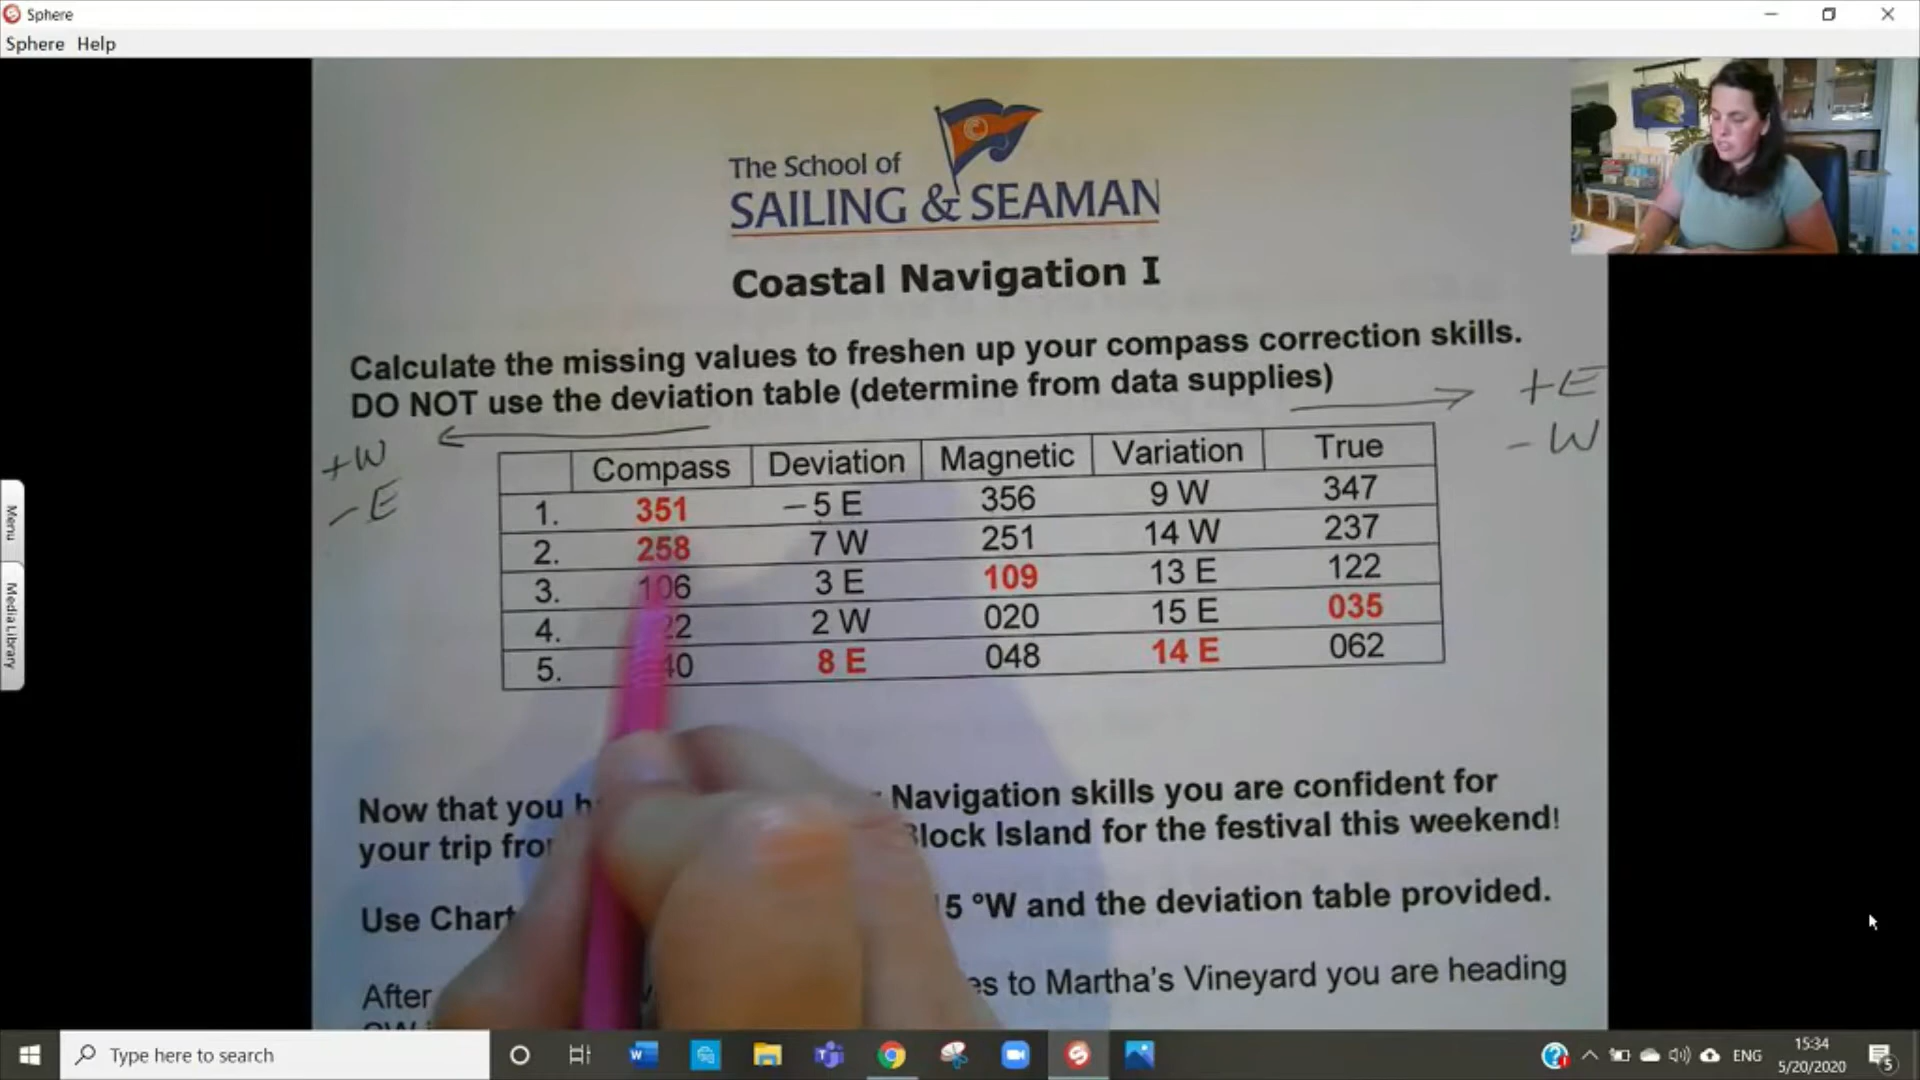 Sphere
Sphere Help
The School of
SAILING & SEAMAN
Coastal Navigation I
Calculate the missing values to freshen up your compass correction skills.
DO NOT use the deviation table (determine from data supplies)
+E
-W
+W
-E
Compass Deviation Magnetic Variation True
1. 351 -5 E 356 9 W 347
2. 258 7 W 251 14 W 237
3. 106 3 E 109 13 E 122
4. 2 W 020 15 E 035
5. 8 E 048 14 E 062
Now that you Navigation skills you are confident for
your trip Block Island for the festival this weekend!
Use 5 °W and the deviation table provided.
After to Martha's Vineyard you are heading
Menu
Media Library
Type here to search
ENG
15:34
5/20/2020
5